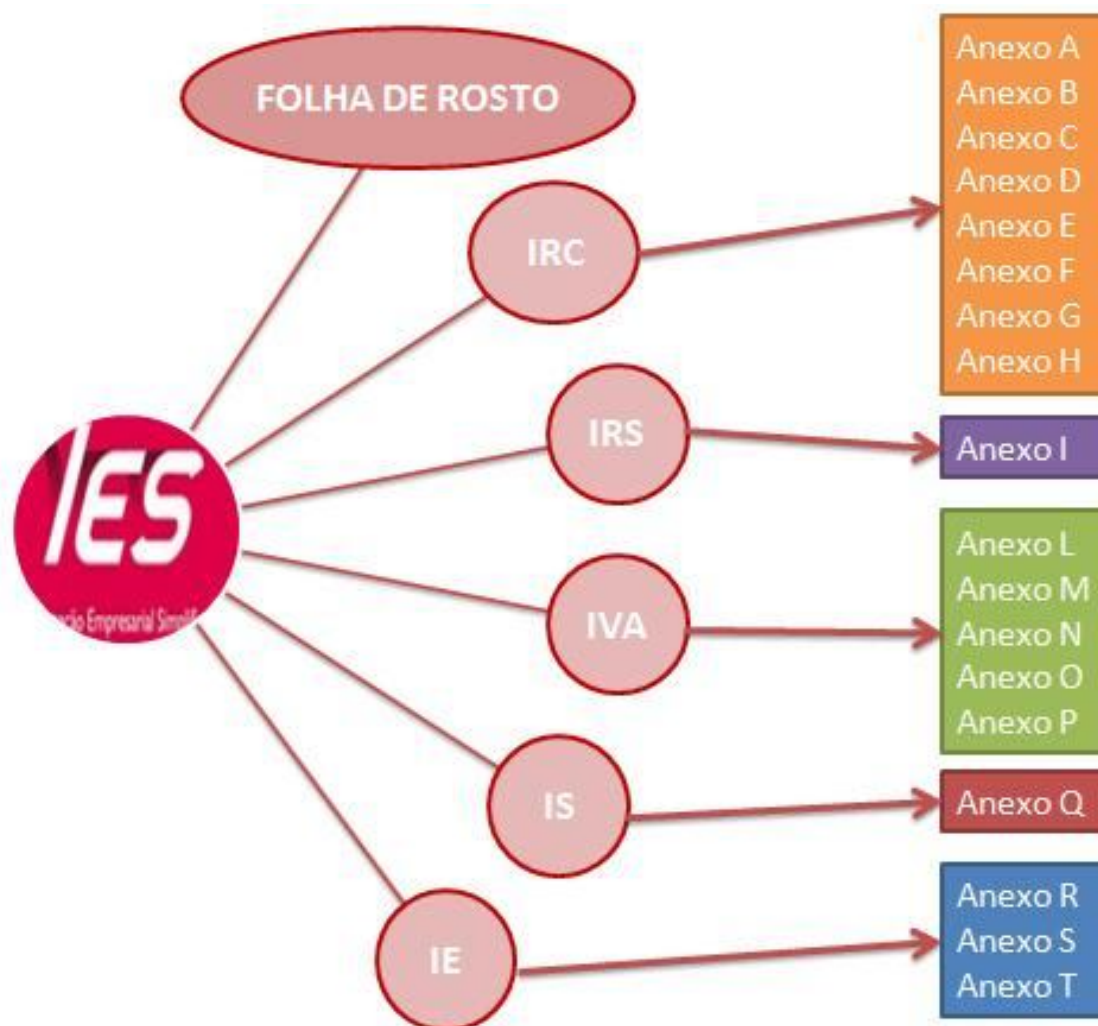 FOLHA DE ROSTO
IRC
Anexo A
Anexo B
Anexo C
Anexo D
Anexo E
Anexo F
Anexo G
Anexo H
IRS
Anexo I
IES
Empresarial
IVA
Anexo L
Anexo M
Anexo N
Anexo O
Anexo P
IS
Anexo Q
IE
Anexo R
Anexo S
Anexo T